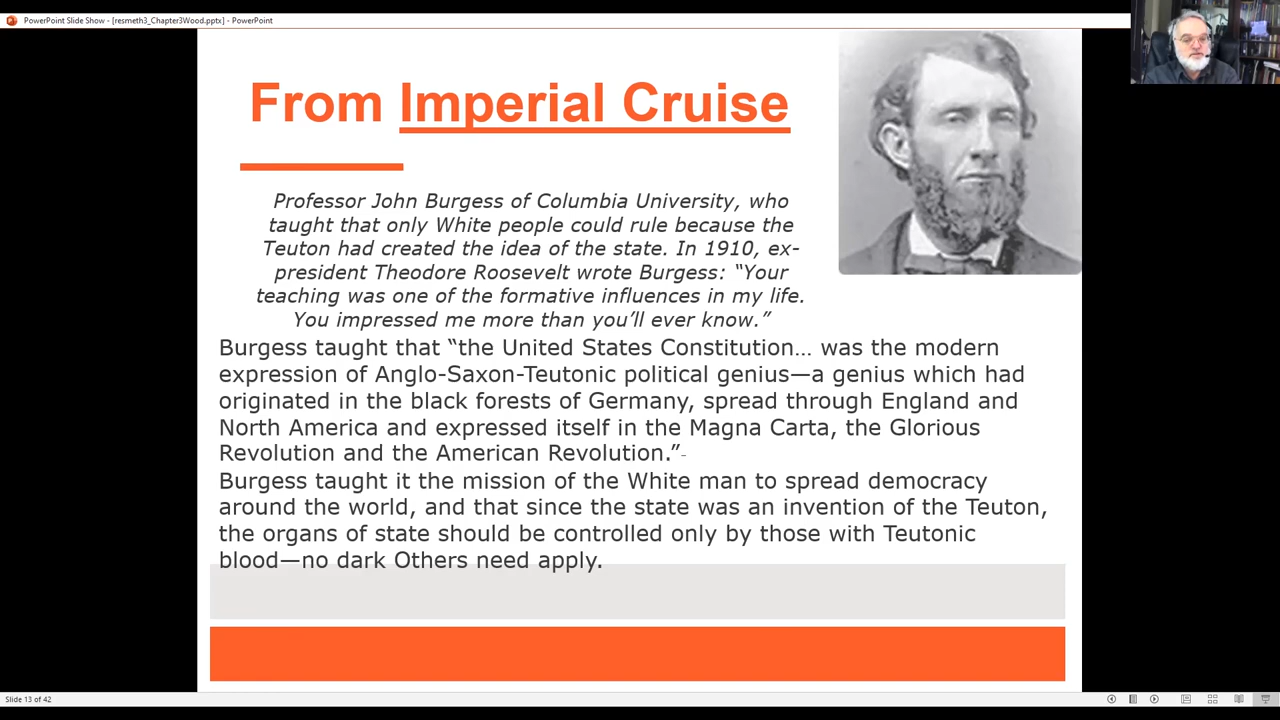 PowerPoint Slide Show - [resmeth3_Chapter3Wood.pptx] - PowerPoint
From Imperial Cruise
Professor John Burgess of Columbia University, who
taught that only White people could rule because the
Teuton had created the idea of the state. In 1910, ex-
president Theodore Roosevelt wrote Burgess: “Your
teaching was one of the formative influences in my life.
You impressed me more than you’ll ever know.”
Burgess taught that “the United States Constitution... was the modern
expression of Anglo-Saxon-Teutonic political genius—a genius which had
originated in the black forests of Germany, spread through England and
North America and expressed itself in the Magna Carta, the Glorious
Revolution and the American Revolution.”
Burgess taught it the mission of the White man to spread democracy
around the world, and that since the state was an invention of the Teuton,
the organs of state should be controlled only by those with Teutonic
blood—no dark Others need apply.
Slide 13 of 42